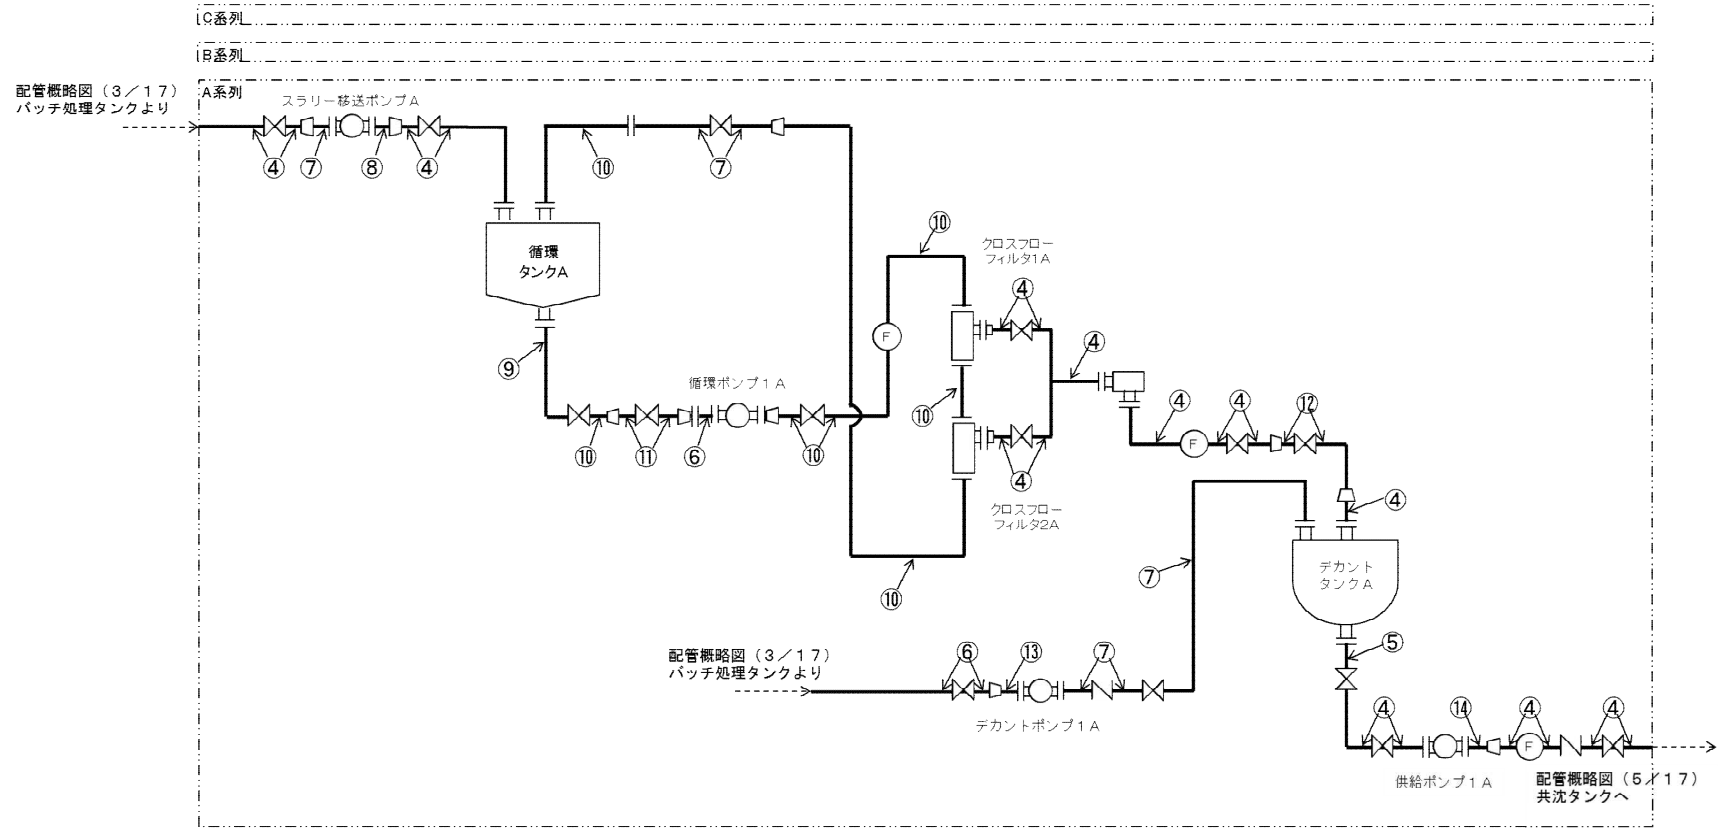 C系列
B系列
A系列
配管概略図（3／17）
バッチ処理タンクより
スラリー移送ポンプA
④
⑦
⑧
④
⑩
⑦
循環
タンクA
⑩
クロスフロー
フィルタ1A
④
④
⑨
F
循環ポンプ1A
⑩
⑩
⑪
⑥
⑩
④
④
⑫
F
④
クロスフロー
フィルタ2A
④
⑦
⑩
デカント
タンクA
配管概略図（3／17）
バッチ処理タンクより
⑥
⑬
⑦
⑤
デカントポンプ1A
④
⑭
④
④
F
供給ポンプ1A
配管概略図（5／17）
共沈タンクへ